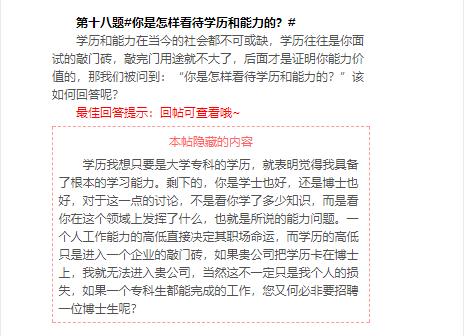 第十八题#你是怎样看待学历和能力的？#
学历和能力在当今的社会都不可或缺，学历往往是你面
试的敲门砖，敲完门用途就不大了，后面才是证明你能力价
值的，那我们被问到：“你是怎样看待学历和能力的？”该
如何回答呢？
最佳回答提示：回帖可查看哦~
本帖隐藏的内容
学历我想只要是大学专科的学历，就表明觉得我具备
了根本的学习能力。剩下的，你是学士也好，还是博士也
好，对于这一点的讨论，不是看你学了多少知识，而是看
你在这个领域上发挥了什么，也就是所说的能力问题。一
个人工作能力的高低直接决定其职场命运，而学历的高低
只是进入一个企业的敲门砖，如果贵公司把学历卡在博士
上，我就无法进入贵公司，当然这不一定只是我个人的损
失，如果一个专科生都能完成的工作，您又何必非要招聘
一位博士生呢？